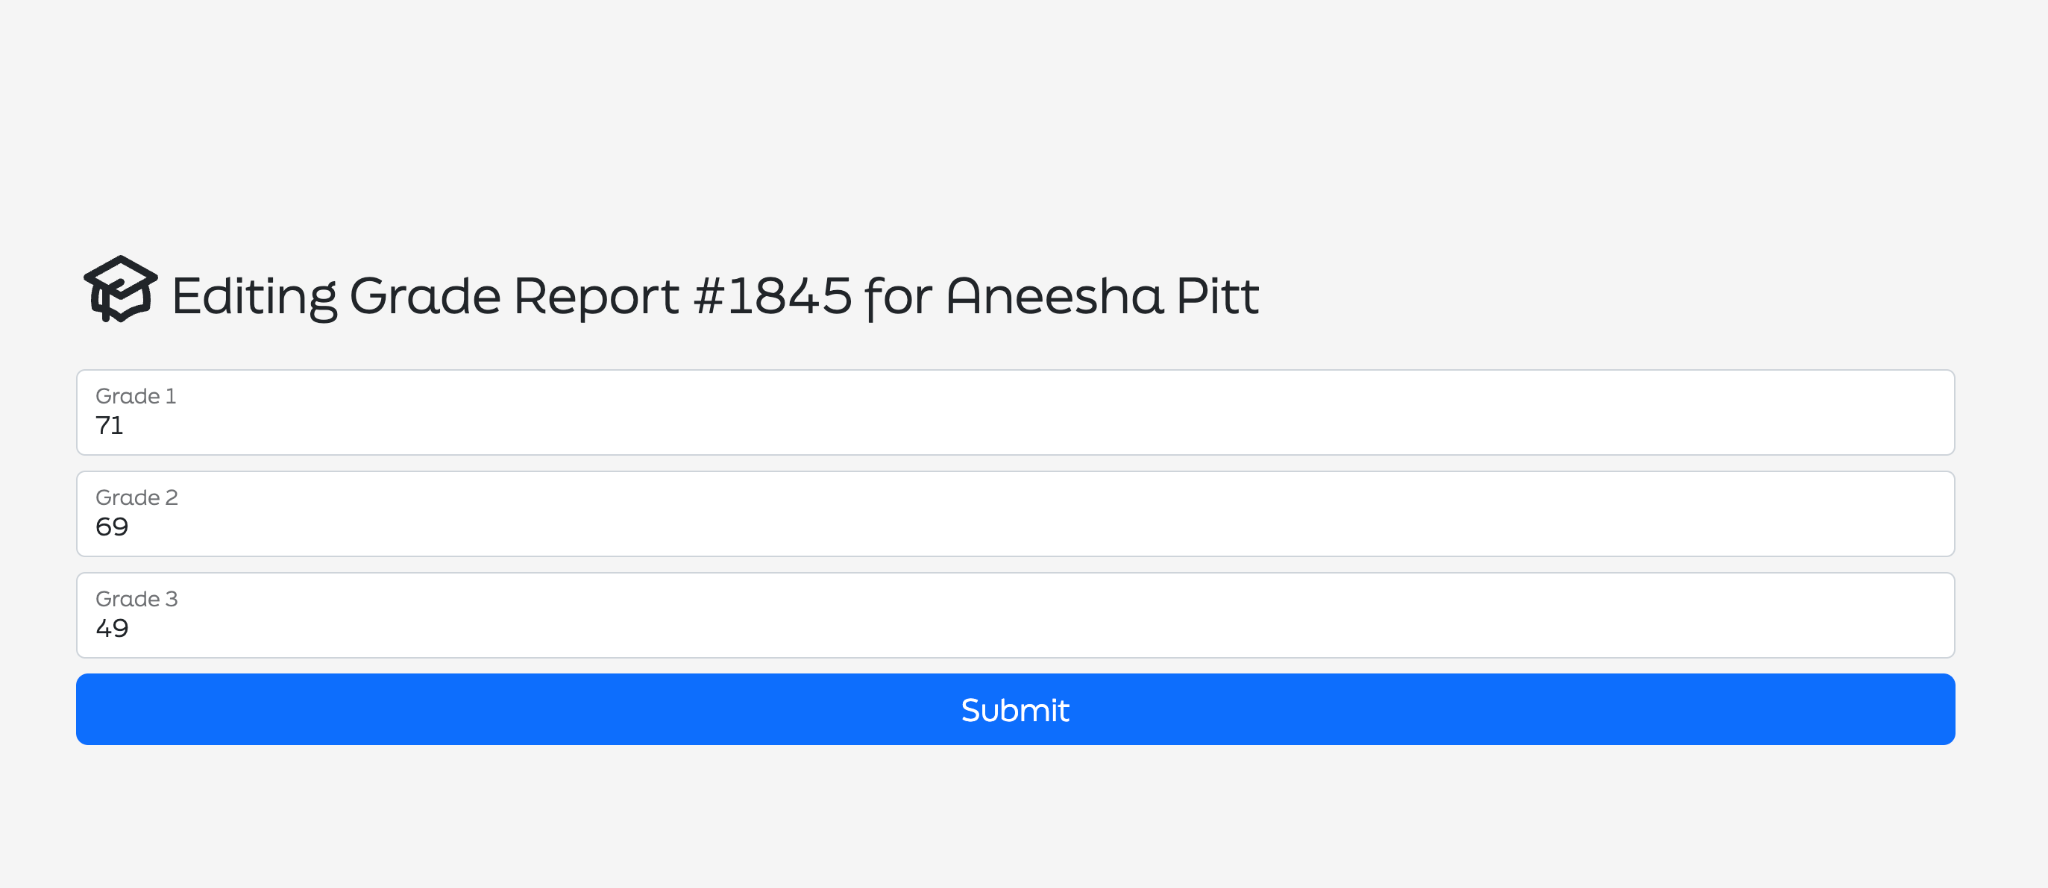 Editing Grade Report #1845 for Aneesha Pitt
Grade 1
71
Grade 2
69
Grade 3
49
Submit